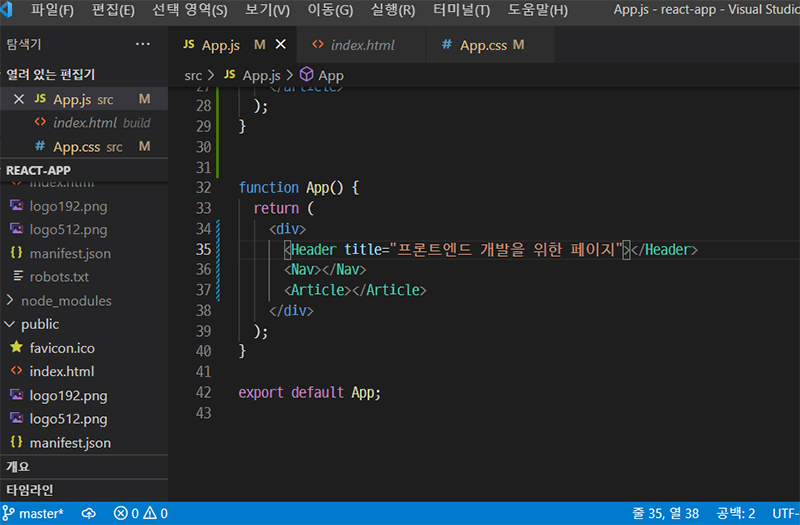 파일(F) 편집(E) 선택 영역(S) 보기(V) 이동(G) 실행(R) 터미널(T) 도움말(H) App.js - react-app - Visual Studio
탐색기 ···
JS App.js M
index.html
# App.css M
열려 있는 편집기
JS App.js src M
index.html build
# App.css src M
REACT-APP
index.html
logo192.png
logo512.png
{} manifest.json
robots.txt
node_modules
public
favicon.ico
index.html
logo192.png
logo512.png
{} manifest.json
개요
타임라인
src > JS App.js > App
27 </article>
28 );
29 }
30
31
32 function App() {
33 return (
34 <div>
35 <Header title="프론트엔드 개발을 위한 페이지"></Header>
36 <Nav></Nav>
37 <Article></Article>
38 </div>
39 );
40 }
41
42 export default App;
43
master* 0 0 줄 35, 열 38 공백: 2 UTF-